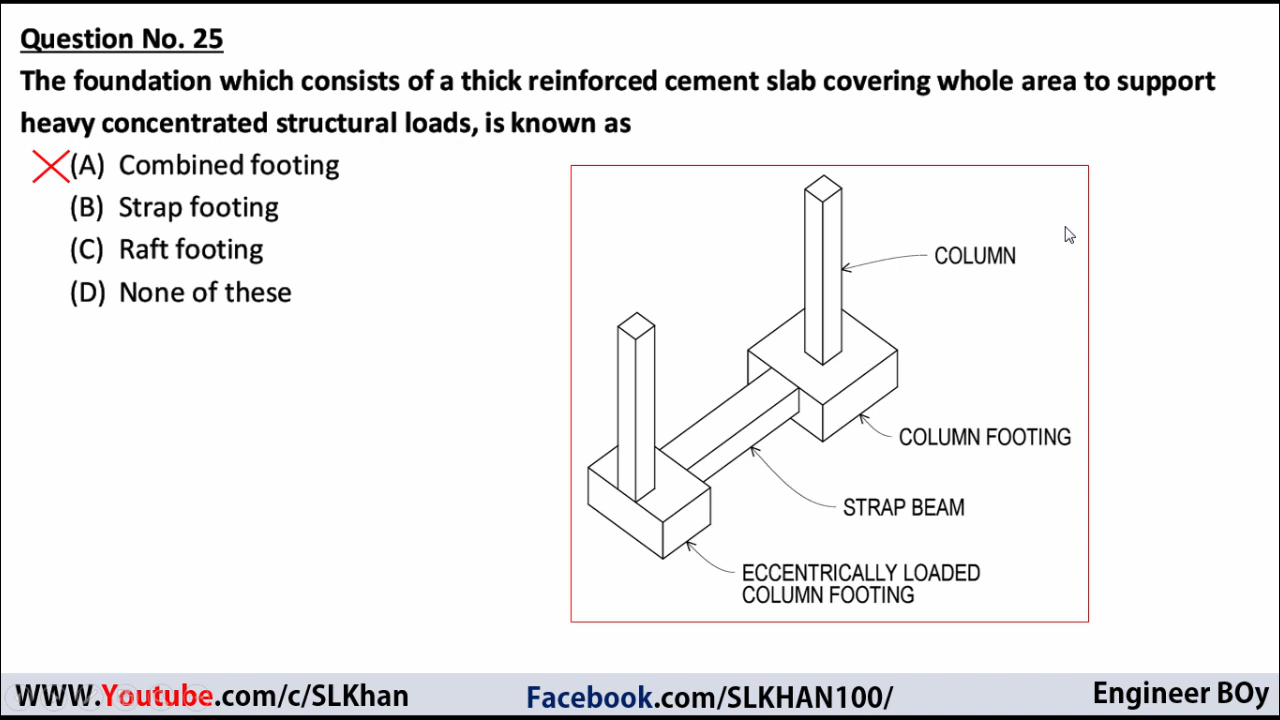 Question No. 25
The foundation which consists of a thick reinforced cement slab covering whole area to support
heavy concentrated structural loads, is known as
(A) Combined footing
(B) Strap footing
(C) Raft footing
(D) None of these
COLUMN
COLUMN FOOTING
STRAP BEAM
ECCENTRICALLY LOADED
COLUMN FOOTING
WWW.Youtube.com/c/SLKhan
Facebook.com/SLKHAN100/
Engineer BOy